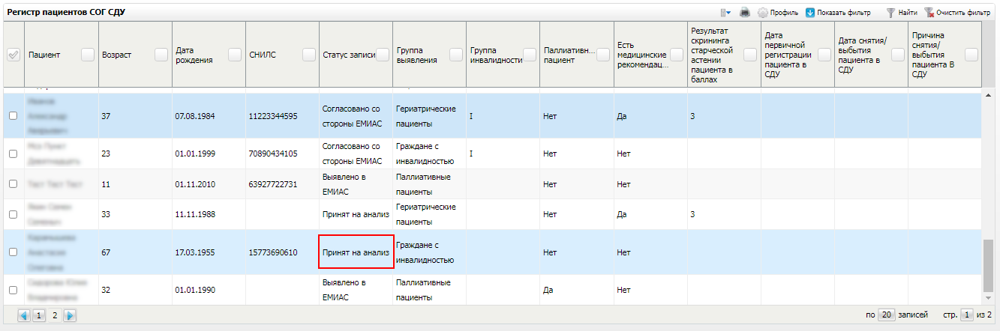 Регистр пациентов СОГ СДУ
Профиль Показать фильтр Найти Очистить фильтр
Пациент
Возраст
Дата
рождения
СНИЛС
Статус записи
Группа
выявления
Группа
инвалидности
Паллиативн...
пациент
Есть
медицинские
рекомендац...
Результат
скрининга
старческой
астении
пациента в
баллах
Дата
первичной
регистрации
пациента в
СДУ
Дата снятия/
выбытия
пациента в
СДУ
Причина
снятия/
выбытия
пациента В
СДУ
37
07.08.1984
11223344595
Согласовано со
стороны ЕМИАС
Гериатрические
пациенты
I
Нет
Да
3
23
01.01.1999
70890434105
Согласовано со
стороны ЕМИАС
Граждане с
инвалидностью
I
Нет
Нет
11
01.11.2010
63927722731
Выявлено в
ЕМИАС
Паллиативные
пациенты
Нет
Нет
33
11.11.1988
Принят на анализ
Гериатрические
пациенты
Нет
Да
3
67
17.03.1955
15773690610
Принят на анализ
Граждане с
инвалидностью
Нет
Нет
32
01.01.1990
Выявлено в
ЕМИАС
Паллиативные
пациенты
Да
Нет
1 2
по 20 записей стр. 1 из 2